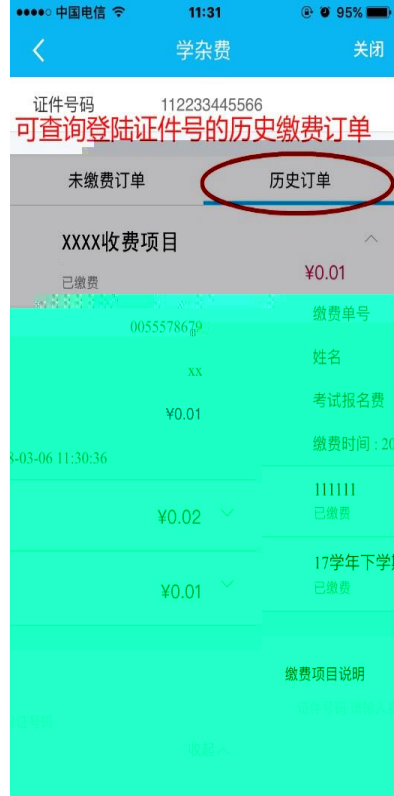 中国电信 11:31 95%
学杂费 关闭
证件号码 112233445566
可查询登陆证件号的历史缴费订单
未缴费订单 历史订单
XXXX收费项目
¥0.01
已缴费
缴费单号
0055578679
姓名
xx
考试报名费
¥0.01
缴费时间 : 20
-03-06 11:30:36
111111
¥0.02
已缴费
17学年下学
¥0.01
已缴费
缴费项目说明
收起